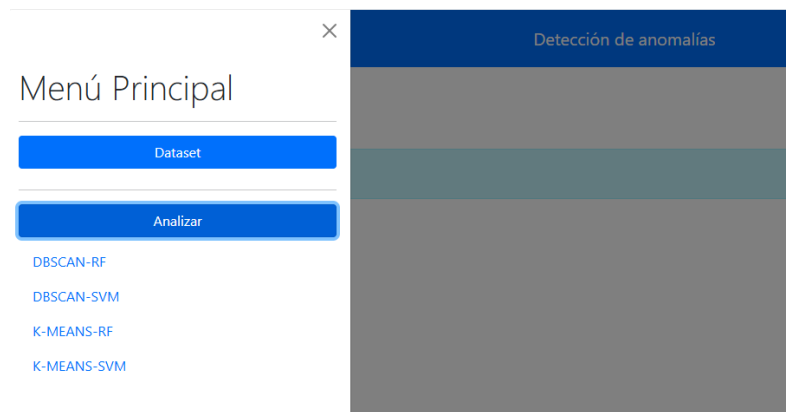 Detección de anomalías
Menú Principal
Dataset
Analizar
DBSCAN-RF
DBSCAN-SVM
K-MEANS-RF
K-MEANS-SVM